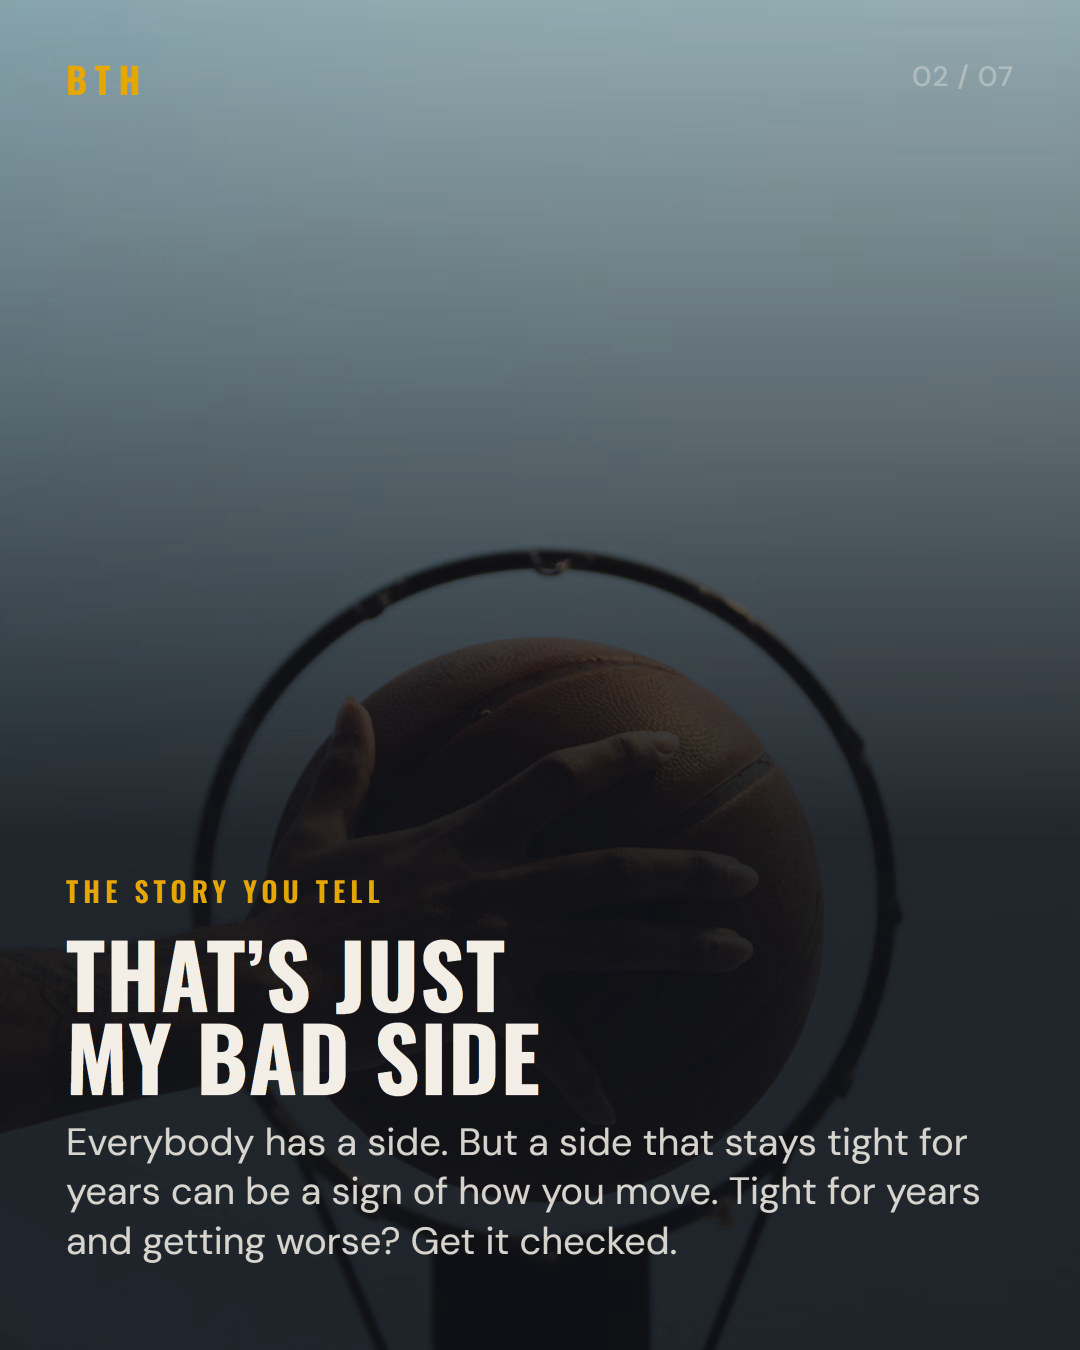 BTH
02 / 07
THE STORY YOU TELL
THAT’S JUST
MY BAD SIDE
Everybody has a side. But a side that stays tight for
years can be a sign of how you move. Tight for years
and getting worse? Get it checked.